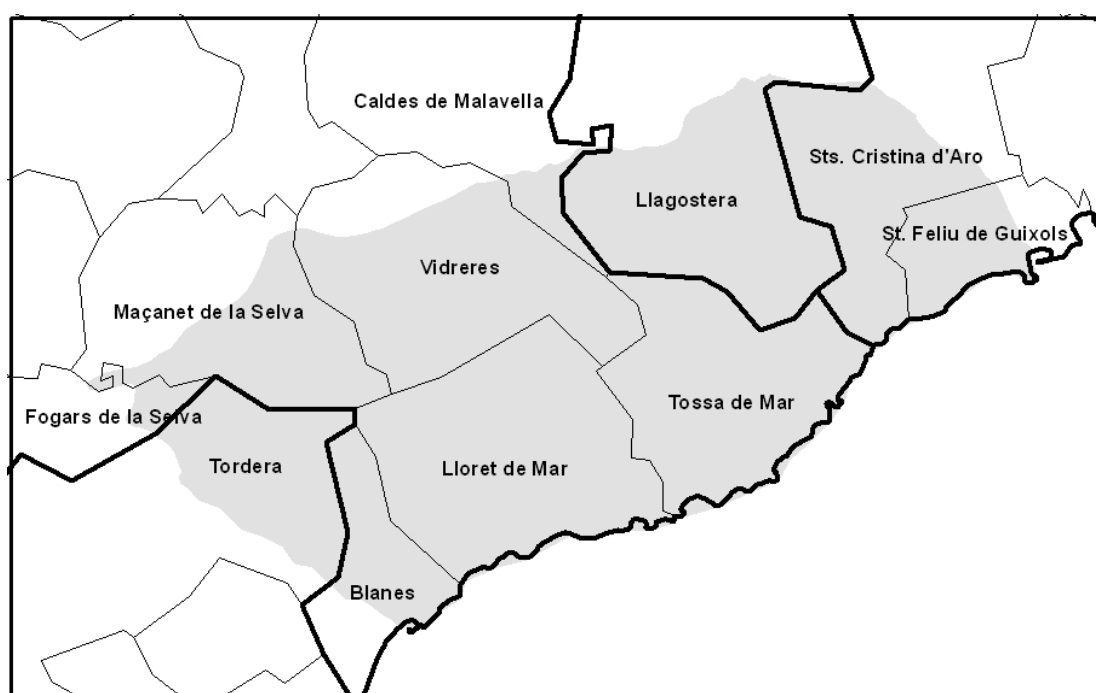 Caldes de Malavella
Sts. Cristina d'Aro
Llagostera
St. Feliu de Guixols
Vidreres
Maçanet de la Selva
Tossa de Mar
Fogars de la Selva
Tordera
Lloret de Mar
Blanes